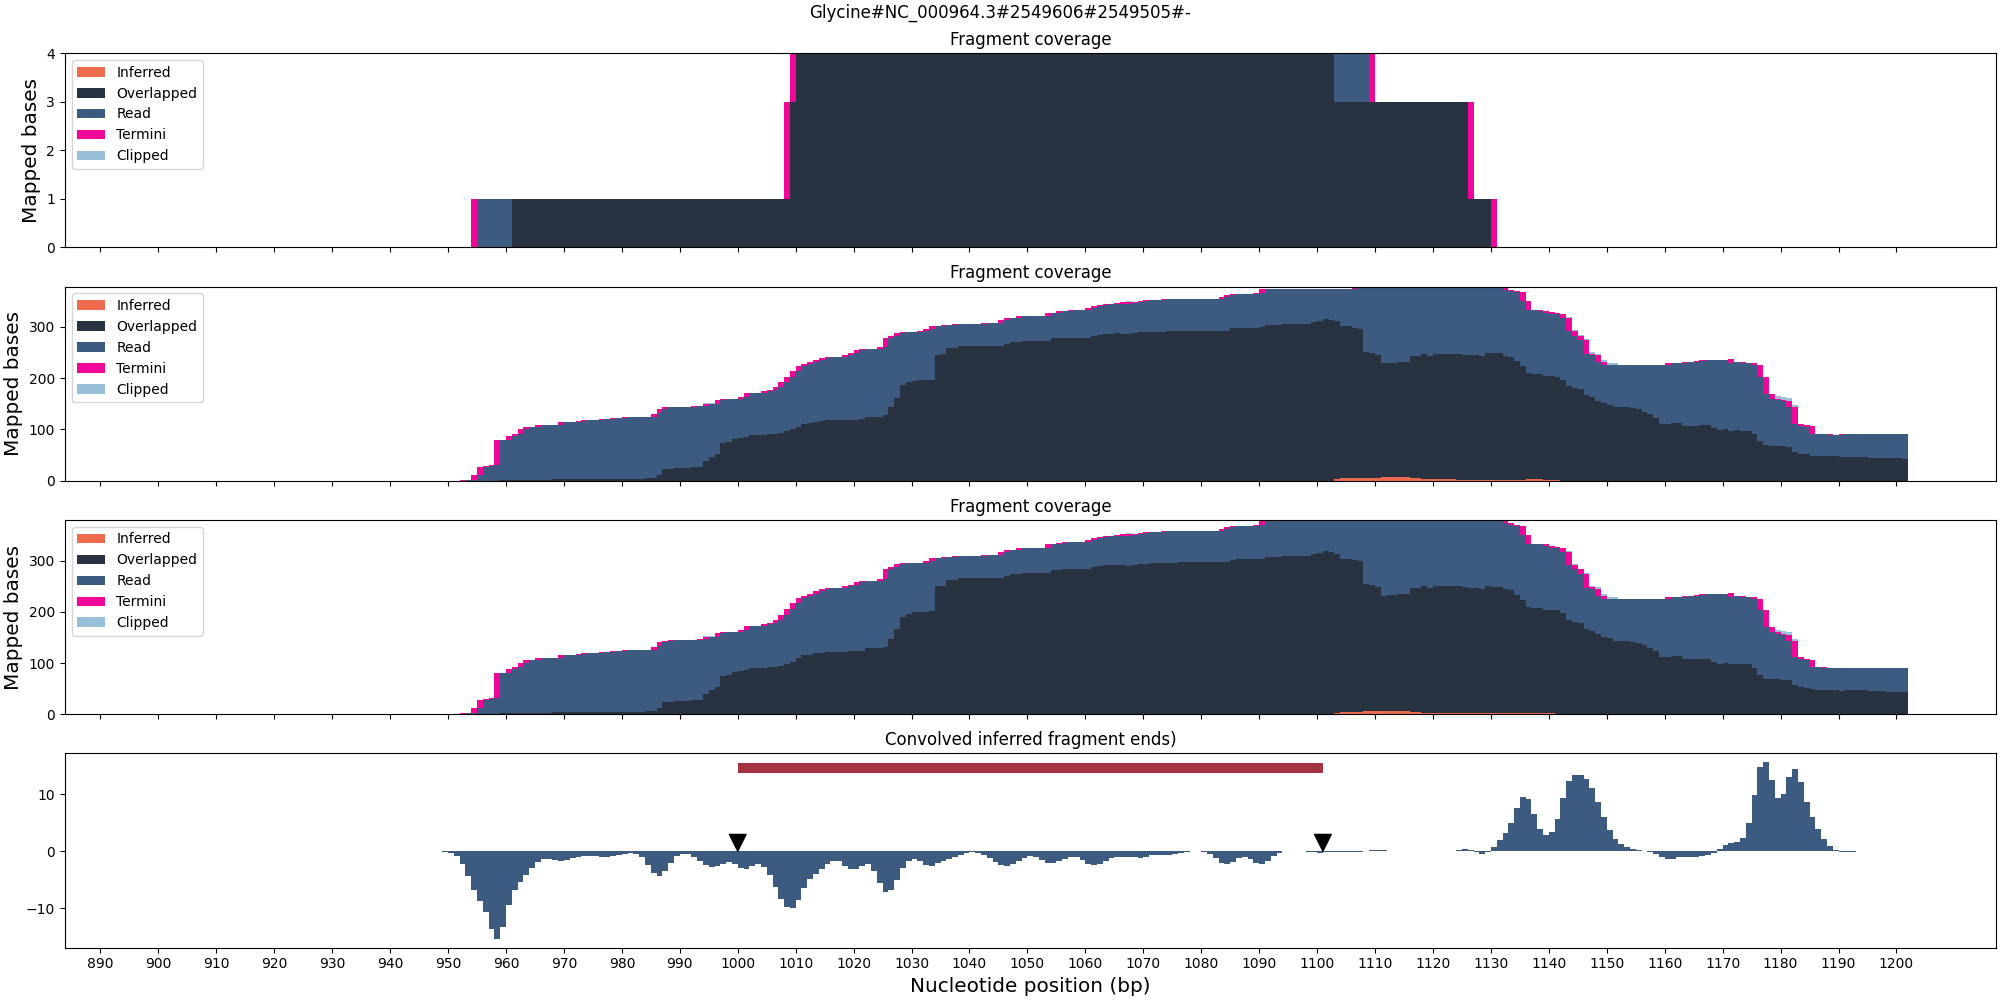 Glycine#NC_000964.3#2549606#2549505#-
Fragment coverage
Mapped bases
4
3
2
1
0
Inferred
Overlapped
Read
Termini
Clipped
Fragment coverage
Mapped bases
300
200
100
0
Inferred
Overlapped
Read
Termini
Clipped
Fragment coverage
Mapped bases
300
200
100
0
Inferred
Overlapped
Read
Termini
Clipped
Convolved inferred fragment ends)
10
0
−10
890 900 910 920 930 940 950 960 970 980 990 1000 1010 1020 1030 1040 1050 1060 1070 1080 1090 1100 1110 1120 1130 1140 1150 1160 1170 1180 1190 1200
Nucleotide position (bp)